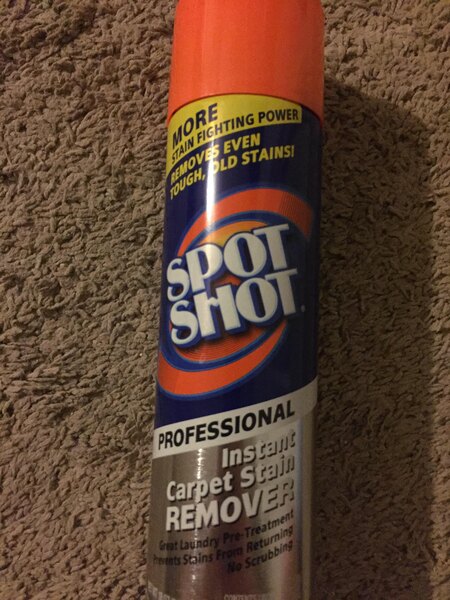 MORE
STAIN FIGHTING POWER
REMOVES EVEN
TOUGH, OLD STAINS!
SPOT
SHOT®
PROFESSIONAL
Instant
Carpet Stain
REMOVER
Great Laundry Pre-Treatment
Prevents Stains From Returning
No Scrubbing